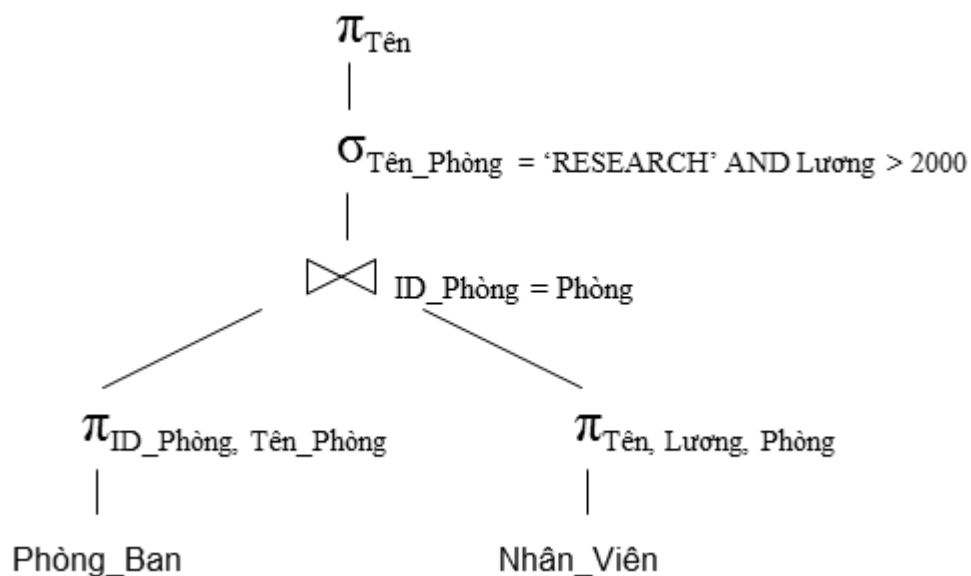 πTên
σTên_Phòng = ‘RESEARCH’ AND Lương > 2000
⋈ ID_Phòng = Phòng
πID_Phòng, Tên_Phòng
πTên, Lương, Phòng
Phòng_Ban
Nhân_Viên